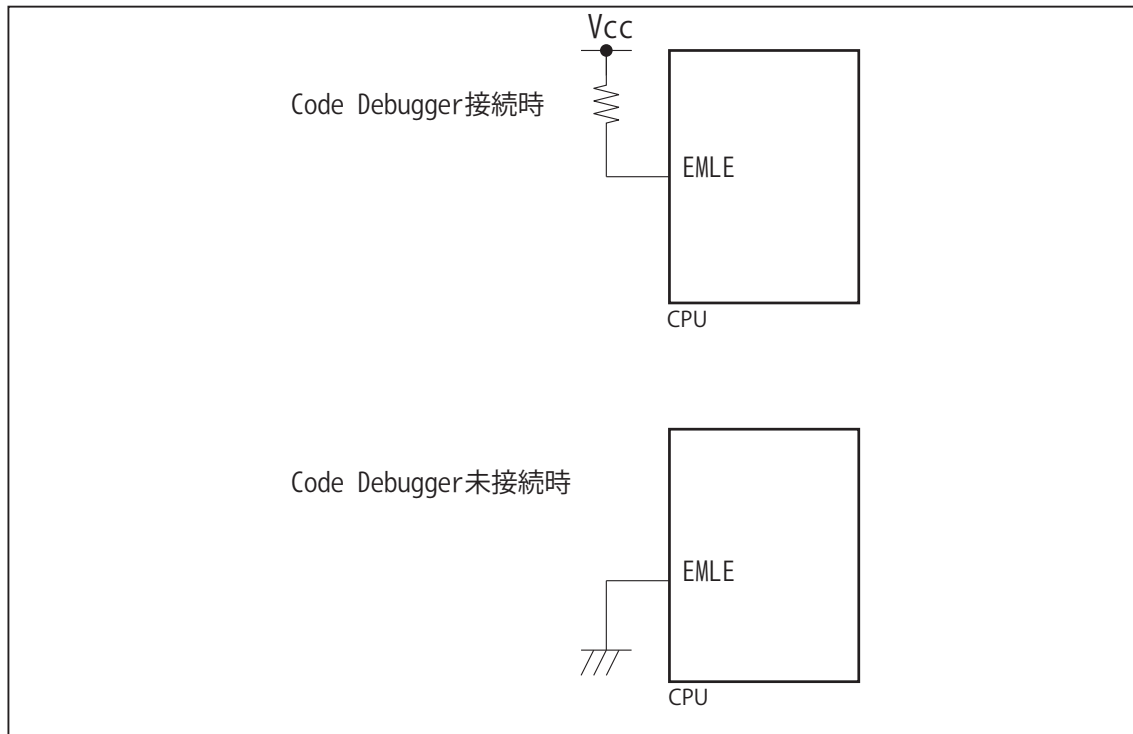 Vcc
Code Debugger接続時
EMLE
CPU
Code Debugger未接続時
EMLE
CPU